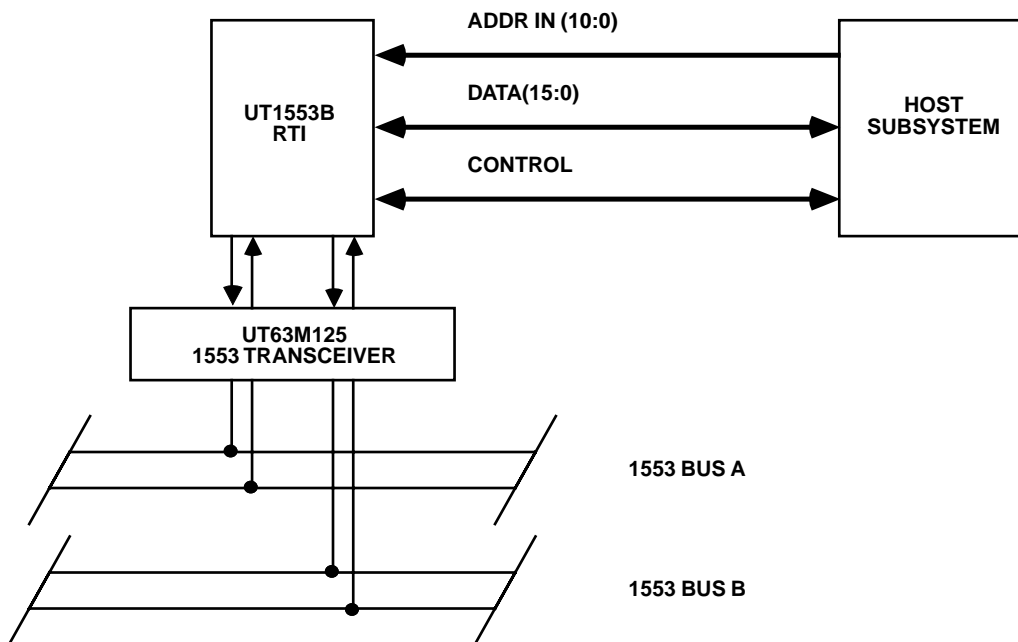 ADDR IN (10:0)
UT1553B
RTI
DATA(15:0)
HOST
SUBSYSTEM
CONTROL
UT63M125
1553 TRANSCEIVER
1553 BUS A
1553 BUS B